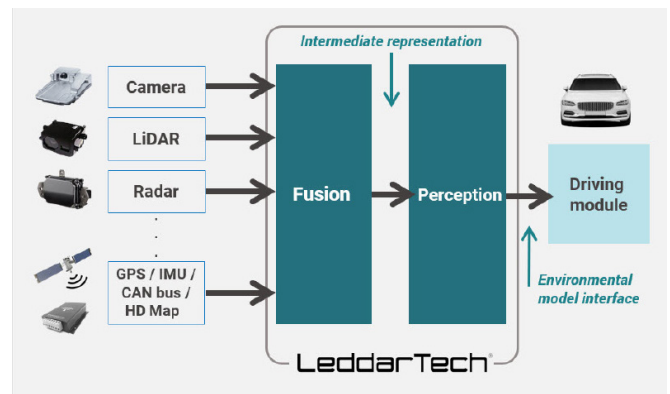 Intermediate representation
Camera
LiDAR
Radar
GPS / IMU /
CAN bus /
HD Map
Fusion
Perception
Driving
module
Environmental
model interface
LeddarTech®